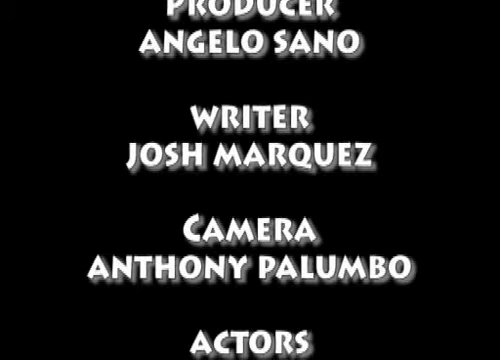 PRODUCER
ANGELO SANO
WRITER
JOSH MARQUEZ
CAMERA
ANTHONY PALUMBO
ACTORS